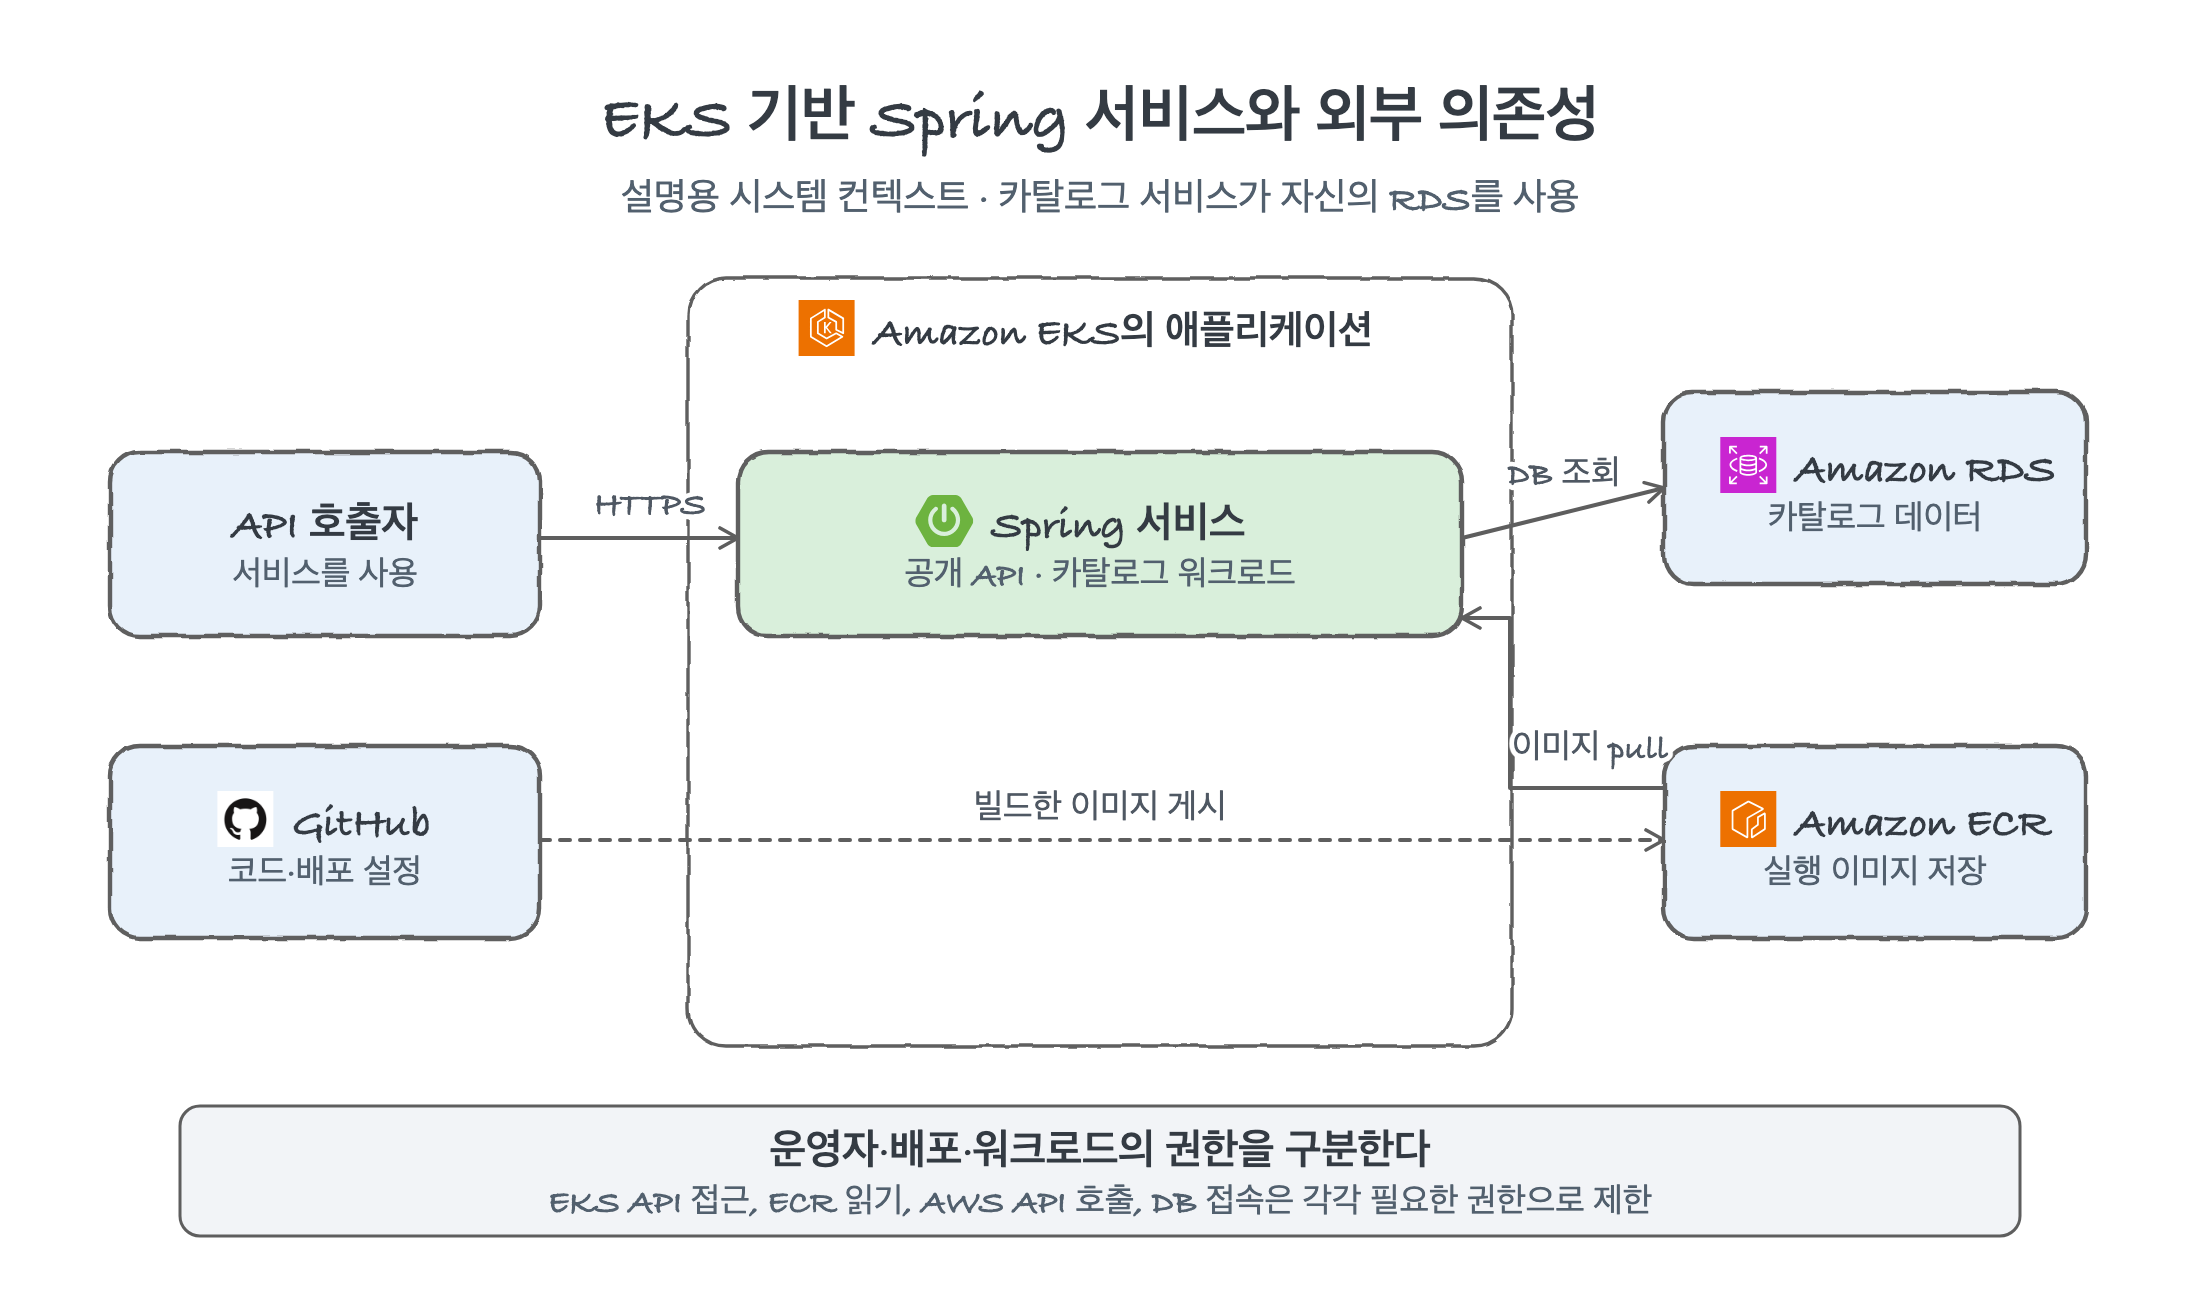 EKS 기반 Spring 서비스와 외부 의존성
설명용 시스템 컨텍스트 · 카탈로그 서비스가 자신의 RDS를 사용
Amazon EKS의 애플리케이션
API 호출자
서비스를 사용
HTTPS
Spring 서비스
공개 API · 카탈로그 워크로드
DB 조회
Amazon RDS
카탈로그 데이터
GitHub
코드·배포 설정
빌드한 이미지 게시
이미지 pull
Amazon ECR
실행 이미지 저장
운영자·배포·워크로드의 권한을 구분한다
EKS API 접근, ECR 읽기, AWS API 호출, DB 접속은 각각 필요한 권한으로 제한